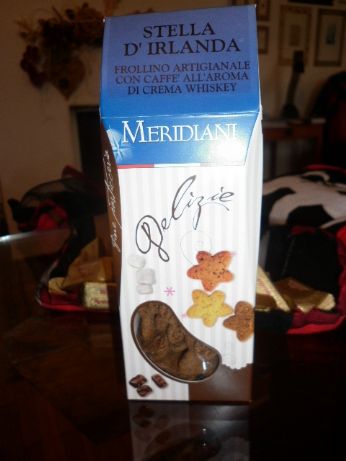 STELLA
D' IRLANDA
FROLLINO ARTIGIANALE
CON CAFFE' ALL'AROMA
DI CREMA WHISKEY
MERIDIANI
Delizie